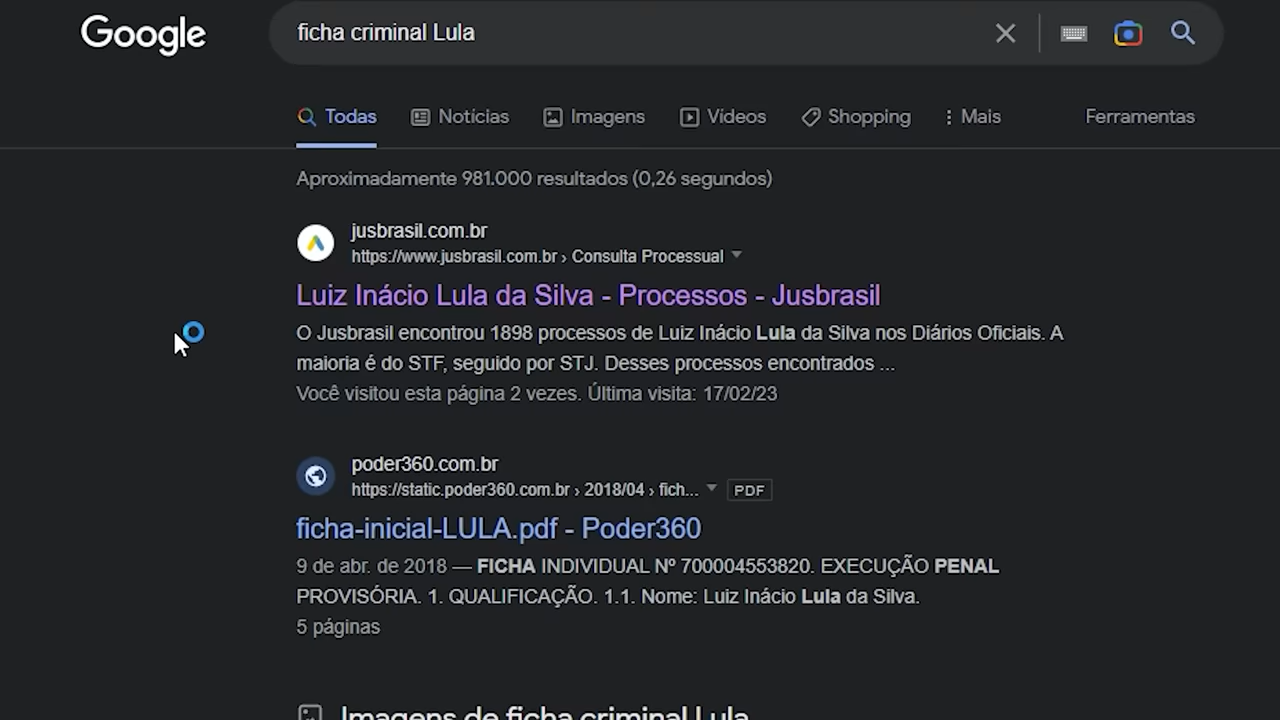 Google
ficha criminal Lula
Todas Notícias Imagens Vídeos Shopping Mais Ferramentas
Aproximadamente 981.000 resultados (0,26 segundos)
jusbrasil.com.br
https://www.jusbrasil.com.br › Consulta Processual
Luiz Inácio Lula da Silva - Processos - Jusbrasil
O Jusbrasil encontrou 1898 processos de Luiz Inácio Lula da Silva nos Diários Oficiais. A
maioria é do STF, seguido por STJ. Desses processos encontrados ...
Você visitou esta página 2 vezes. Última visita: 17/02/23
poder360.com.br
https://static.poder360.com.br › 2018/04 › fich... PDF
ficha-inicial-LULA.pdf - Poder360
9 de abr. de 2018 — FICHA INDIVIDUAL Nº 700004553820. EXECUÇÃO PENAL
PROVISÓRIA. 1. QUALIFICAÇÃO. 1.1. Nome: Luiz Inácio Lula da Silva.
5 páginas
Imagens de ficha criminal Lula